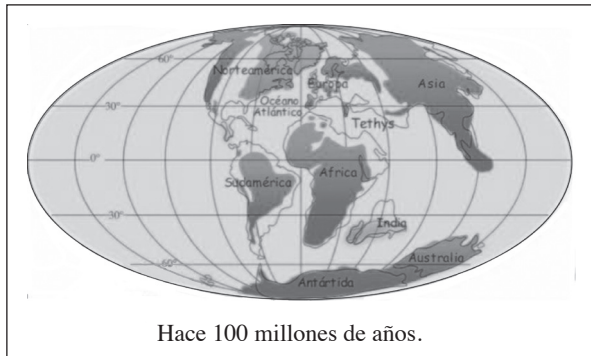 60°
Norteamérica
Europa
Asia
Océano
Atlántico
30°
Tethys
0°
Sudamérica
África
India
30°
Australia
60°
Antártida
Hace 100 millones de años.